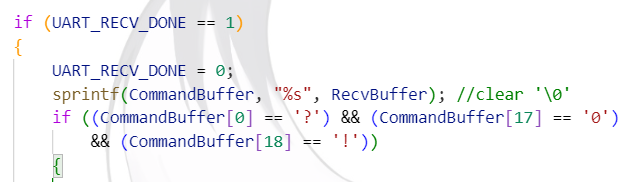 if (UART_RECV_DONE == 1)
{
UART_RECV_DONE = 0;
sprintf(CommandBuffer, "%s", RecvBuffer); //clear '\0'
if ((CommandBuffer[0] == '?') && (CommandBuffer[17] == '0')
&& (CommandBuffer[18] == '!'))
{